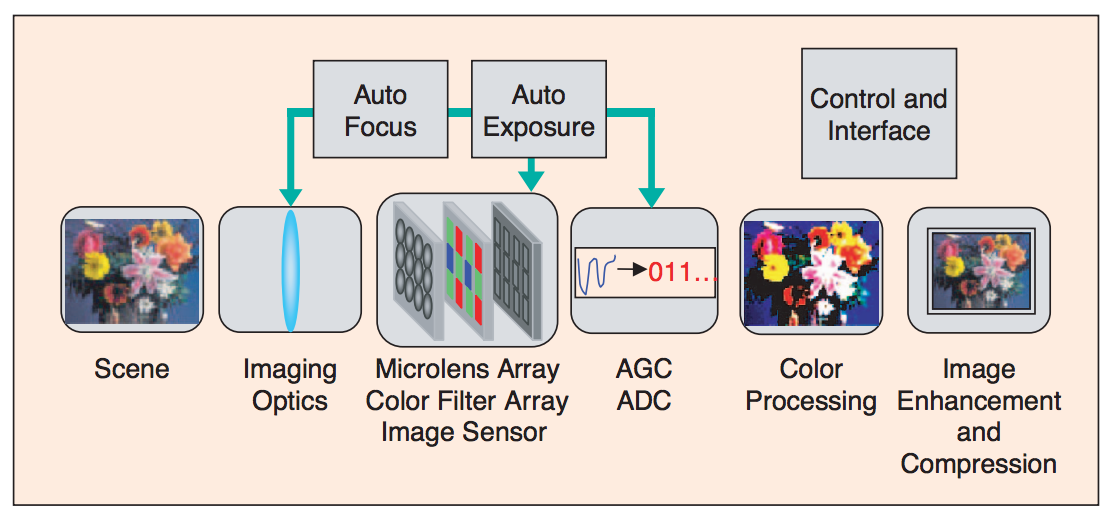 Auto
Focus
Auto
Exposure
Control and
Interface
011...
Scene
Imaging
Optics
Microlens Array
Color Filter Array
Image Sensor
AGC
ADC
Color
Processing
Image
Enhancement
and
Compression